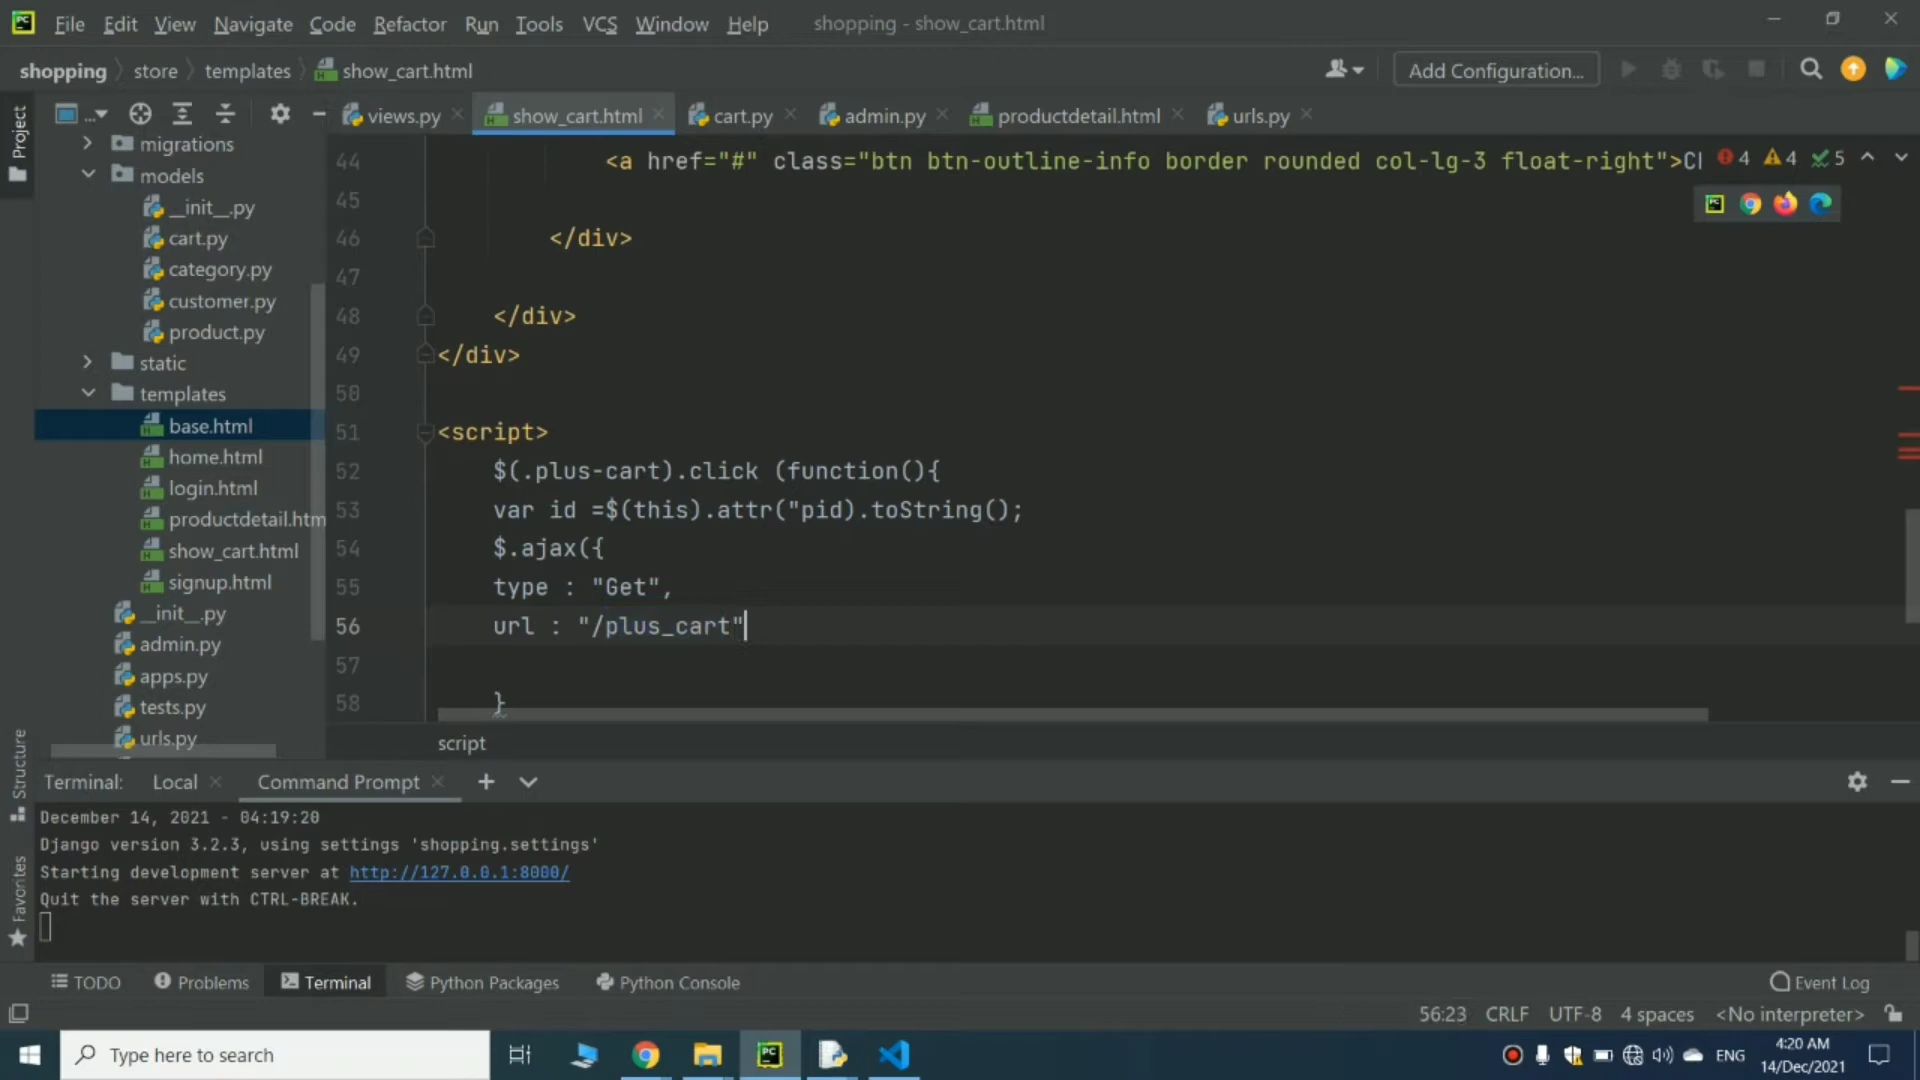 File Edit View Navigate Code Refactor Run Tools VCS Window Help shopping - show_cart.html
shopping store templates show_cart.html Add Configuration...
Project
... views.py show_cart.html cart.py admin.py productdetail.html urls.py
migrations
models
__init__.py
cart.py
category.py
customer.py
product.py
static
templates
base.html
home.html
login.html
productdetail.htm
show_cart.html
signup.html
__init__.py
admin.py
apps.py
tests.py
urls.py
44 <a href="#" class="btn btn-outline-info border rounded col-lg-3 float-right">Cl 4 4 5
45
46 </div>
47
48 </div>
49 </div>
50
51 <script>
52 $(.plus-cart).click (function(){
53 var id =$(this).attr("pid).toString();
54 $.ajax({
55 type : "Get",
56 url : "/plus_cart"
57
58 }
script
Structure
Favorites
Terminal: Local Command Prompt
December 14, 2021 - 04:19:20
Django version 3.2.3, using settings 'shopping.settings'
Starting development server at http://127.0.0.1:8000/
Quit the server with CTRL-BREAK.
TODO Problems Terminal Python Packages Python Console Event Log
56:23 CRLF UTF-8 4 spaces <No interpreter>
Type here to search
PC
ENG
4:20 AM
14/Dec/2021